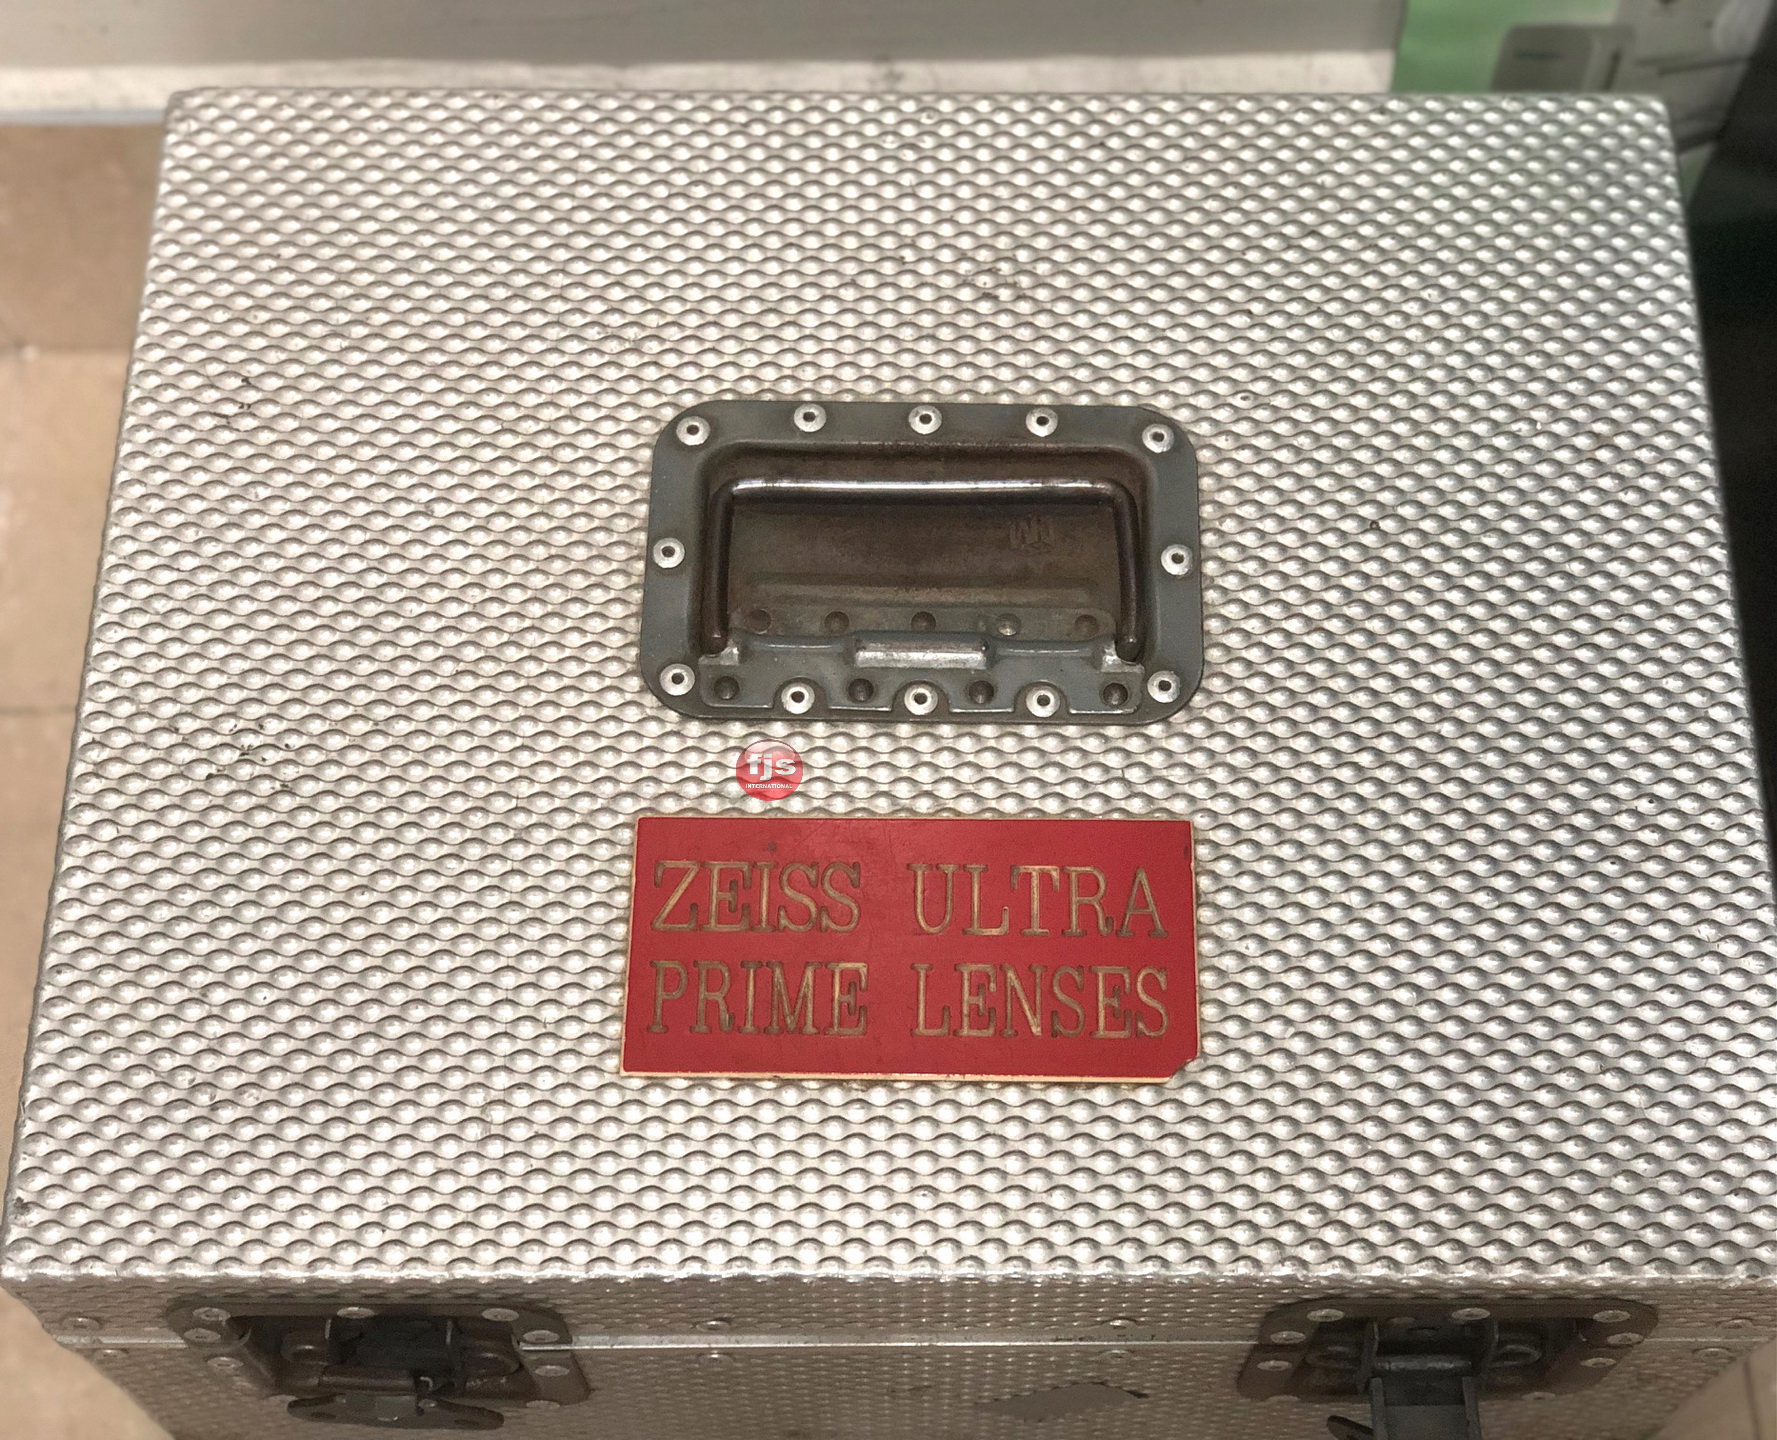 fjs
INTERNATIONAL
ZEISS ULTRA
PRIME LENSES